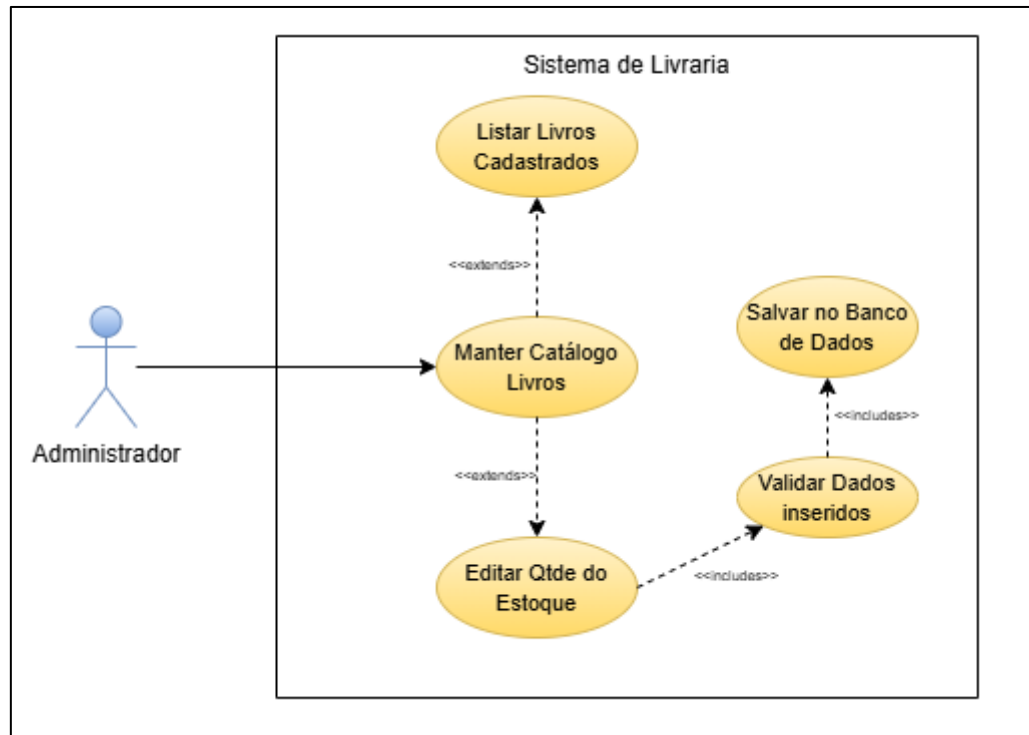 Sistema de Livraria
Listar Livros
Cadastrados
<<extends>>
Manter Catálogo
Livros
<<extends>>
Editar Qtde do
Estoque
<<includes>>
Validar Dados
inseridos
<<includes>>
Salvar no Banco
de Dados
Administrador